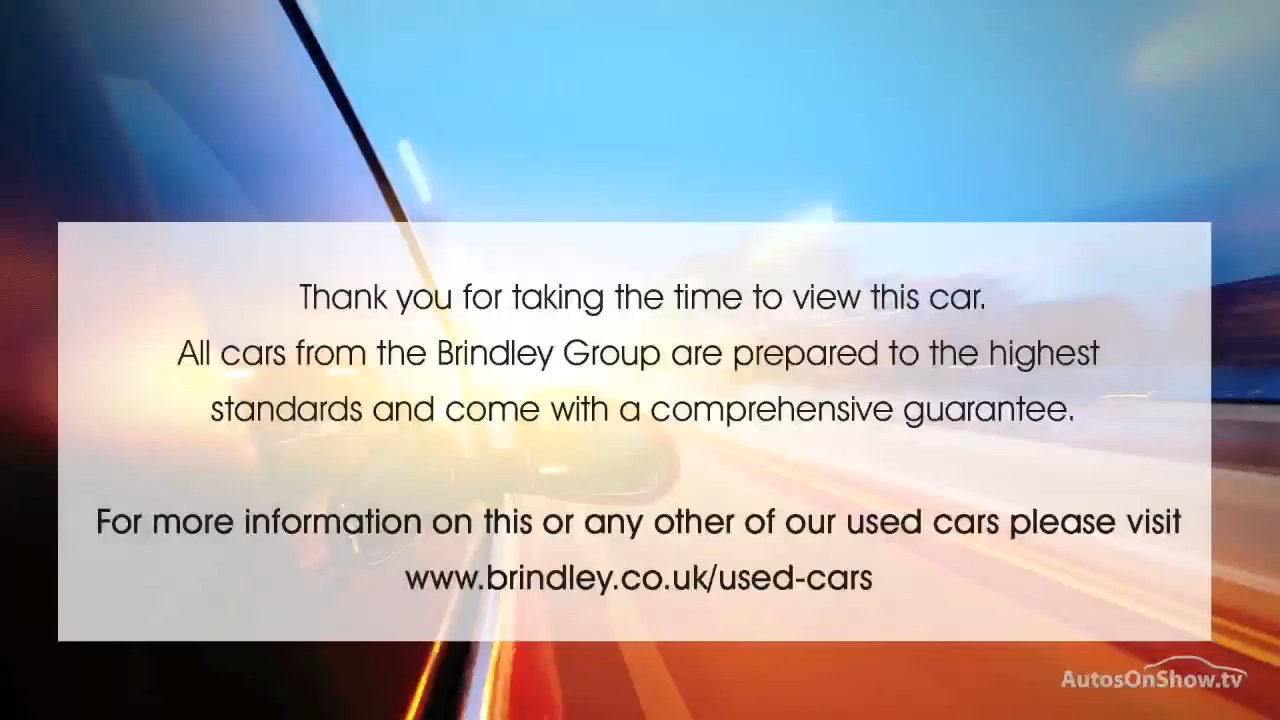 Thank you for taking the time to view this car.
All cars from the Brindley Group are prepared to the highest
standards and come with a comprehensive guarantee.
For more information on this or any other of our used cars please visit
www.brindley.co.uk/used-cars
AutosOnShow.tv